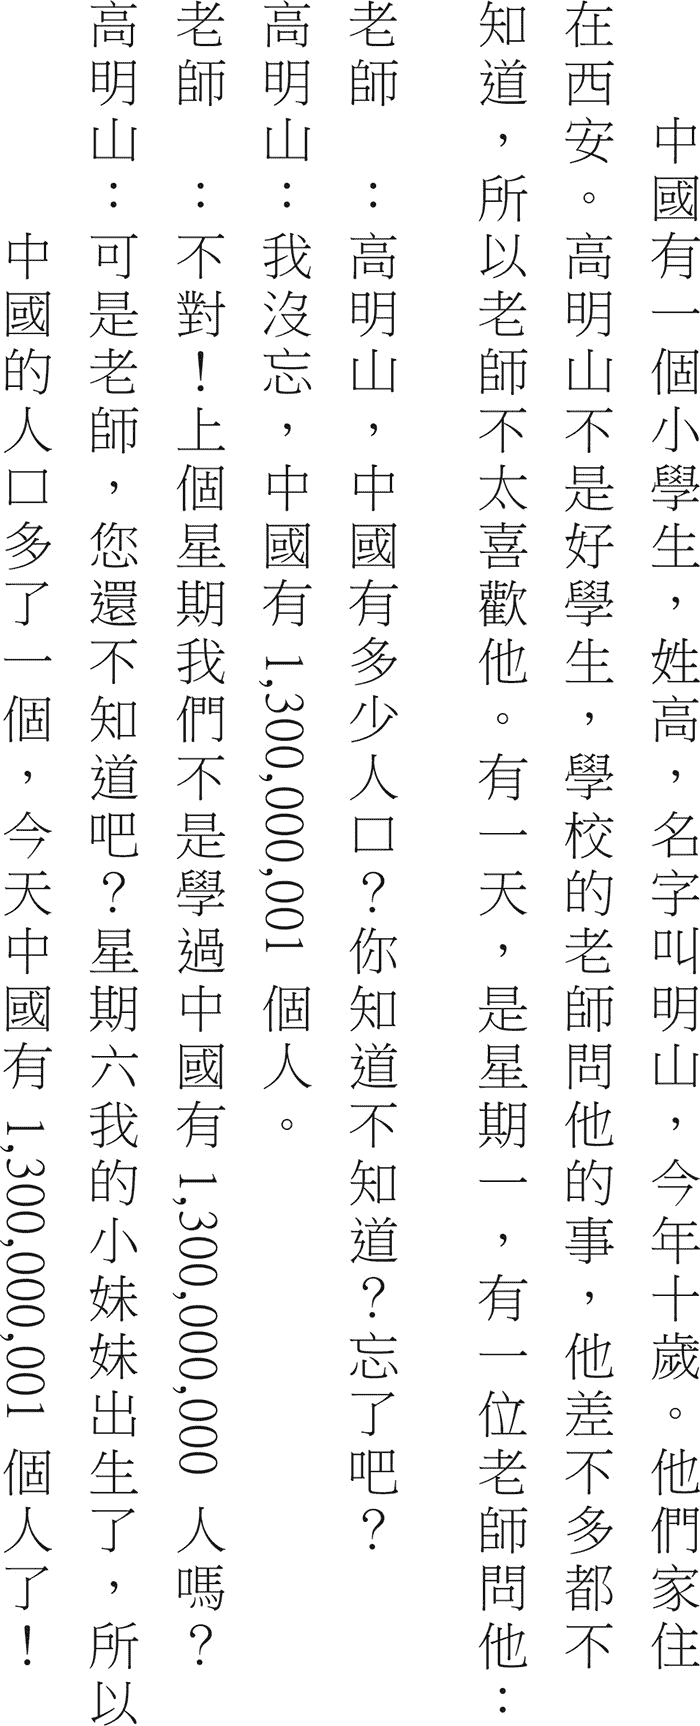 中國有一個小學生，姓高，名字叫明山，今年十歲。他們家住
在西安。高明山不是好學生，學校的老師問他的事，他差不多都不
知道，所以老師不太喜歡他。有一天，是星期一，有一位老師問他：
老師　：高明山，中國有多少人口？你知道不知道？忘了吧？
高明山：我沒忘，中國有 1,300,000,001 個人。
老師　：不對！上個星期我們不是學過中國有 1,300,000,000 人嗎？
高明山：可是老師，您還不知道吧？星期六我的小妹妹出生了，所以
中國的人口多了一個，今天中國有 1,300,000,001 個人了！